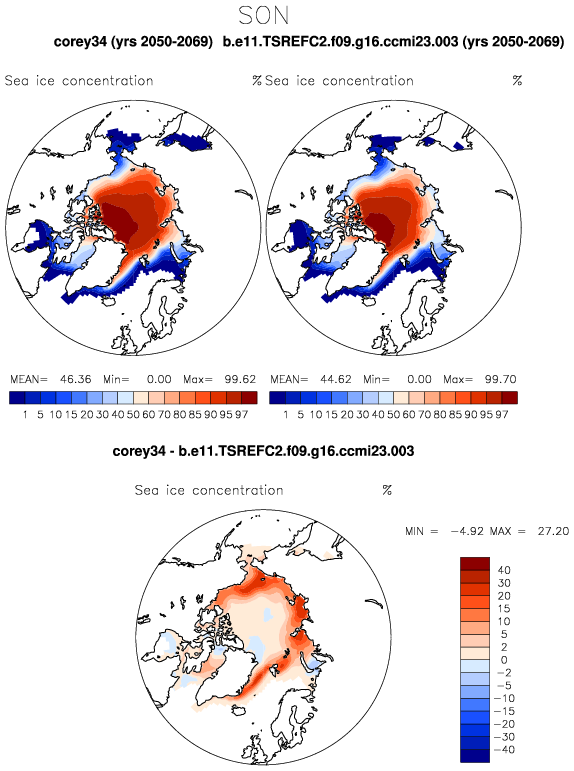 SON
corey34 (yrs 2050-2069) b.e11.TSREFC2.f09.g16.ccmi23.003 (yrs 2050-2069)
Sea ice concentration % Sea ice concentration %
MEAN= 46.36 Min= 0.00 Max= 99.62 MEAN= 44.62 Min= 0.00 Max= 99.70
1 5 10 15 20 30 40 50 60 70 80 85 90 95 97 1 5 10 15 20 30 40 50 60 70 80 85 90 95 97
corey34 - b.e11.TSREFC2.f09.g16.ccmi23.003
Sea ice concentration %
MIN = -4.92 MAX = 27.20
40
30
20
15
10
5
2
0
-2
-5
-10
-15
-20
-30
-40